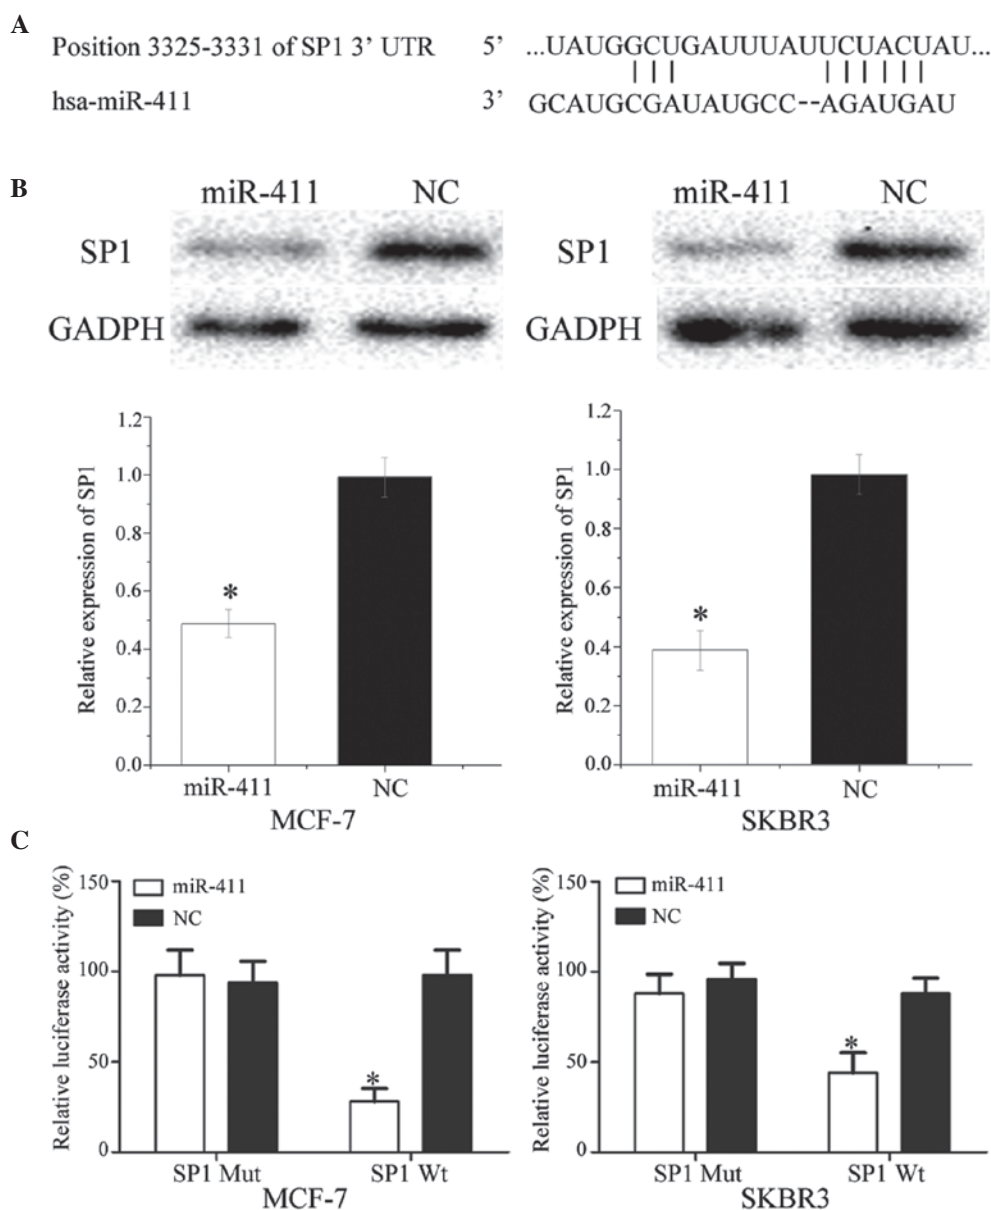 A
Position 3325-3331 of SP1 3' UTR 5' ...UAUGGCUGAUUUAUUCUACUAU...
hsa-miR-411 3' GCAUGCGAUAUGCC--AGAUGAU
B
miR-411 NC
SP1
GADPH
miR-411 NC
SP1
GADPH
Relative expression of SP1
1.2
1.0
0.8
0.6
0.4
0.2
0.0
*
miR-411 NC
MCF-7
Relative expression of SP1
1.2
1.0
0.8
0.6
0.4
0.2
0.0
*
miR-411 NC
SKBR3
C
Relative luciferase activity (%)
150
100
50
0
miR-411
NC
*
SP1 Mut SP1 Wt
MCF-7
Relative luciferase activity (%)
150
100
50
0
miR-411
NC
*
SP1 Mut SP1 Wt
SKBR3